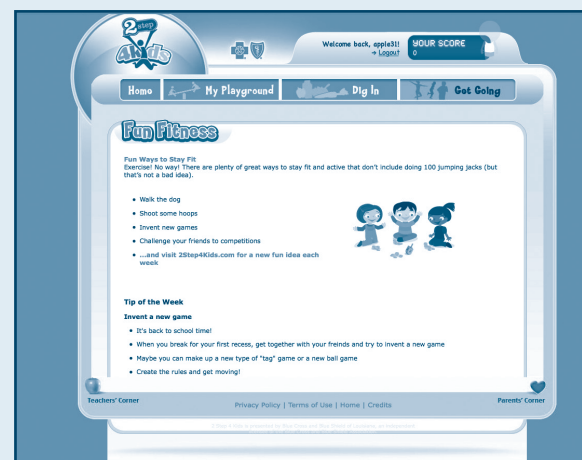 2 step
4kids
Welcome back, apple31!
→ Logout
YOUR SCORE
0
Home
My Playground
Dig In
Get Going
Fun Fitness
Fun Ways to Stay Fit
Exercise! No way! There are plenty of great ways to stay fit and active that don't include doing 100 jumping jacks (but
that's not a bad idea).
• Walk the dog
• Shoot some hoops
• Invent new games
• Challenge your friends to competitions
• ...and visit 2Step4Kids.com for a new fun idea each
week
Tip of the Week
Invent a new game
• It's back to school time!
• When you break for your first recess, get together with your freinds and try to invent a new game
• Maybe you can make up a new type of "tag" game or a new ball game
• Create the rules and get moving!
Teachers' Corner
Privacy Policy | Terms of Use | Home | Credits
Parents' Corner